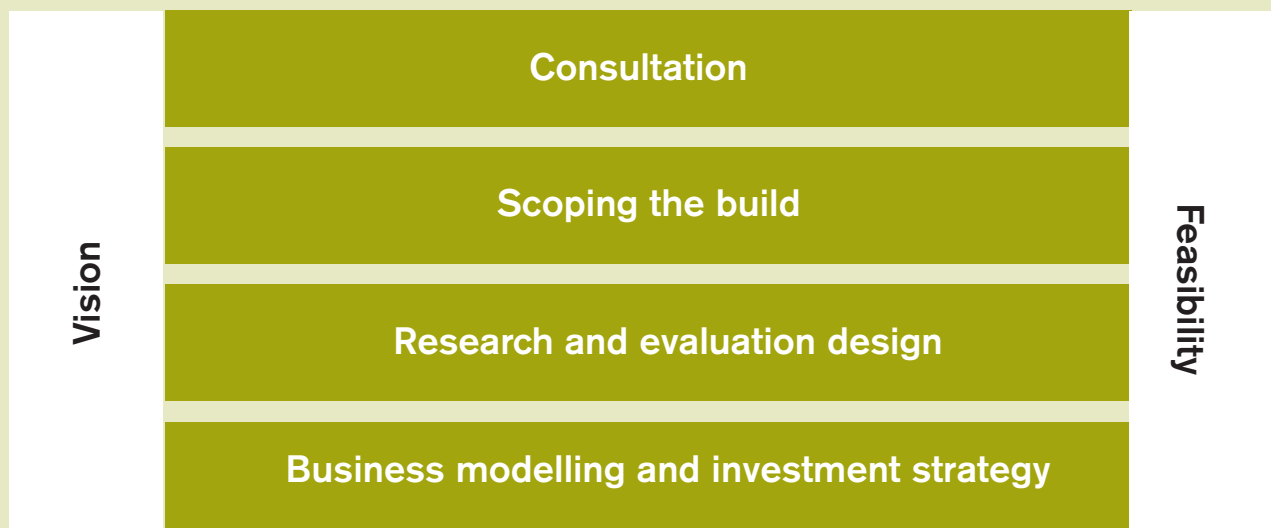 Vision
Consultation
Scoping the build
Research and evaluation design
Business modelling and investment strategy
Feasibility